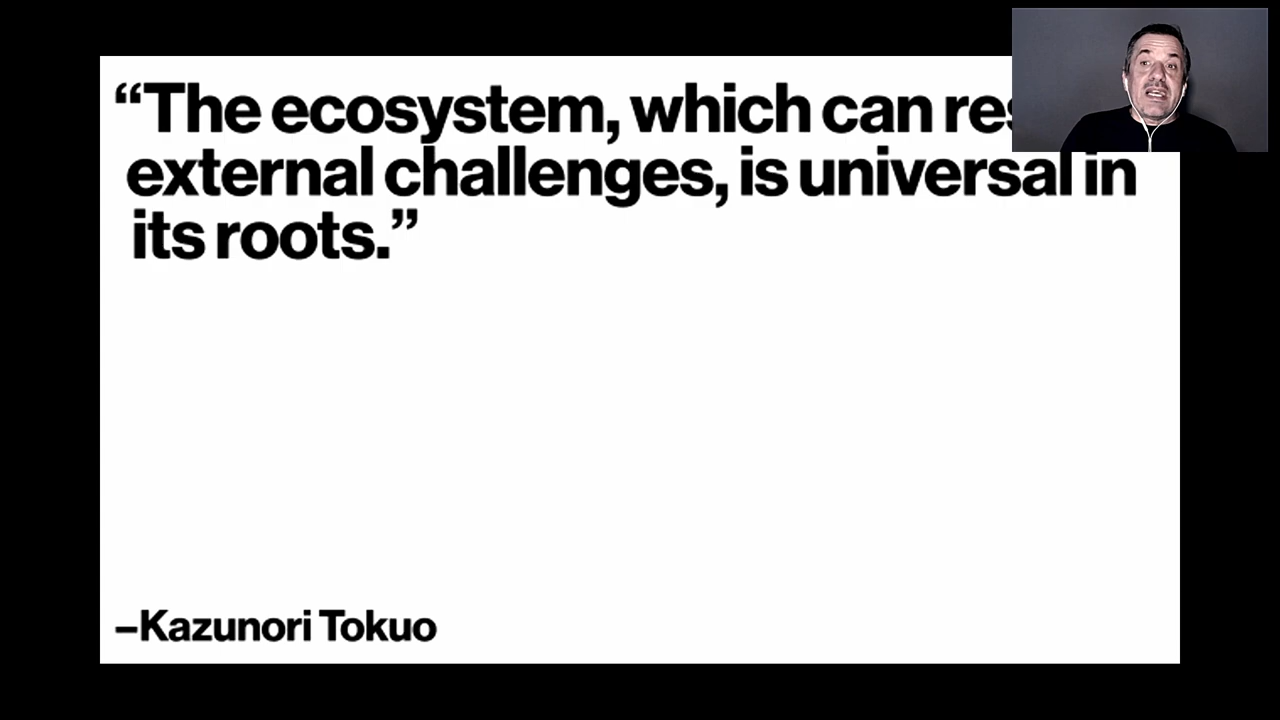 “The ecosystem, which can
external challenges, is universal in
its roots.”
–Kazunori Tokuo